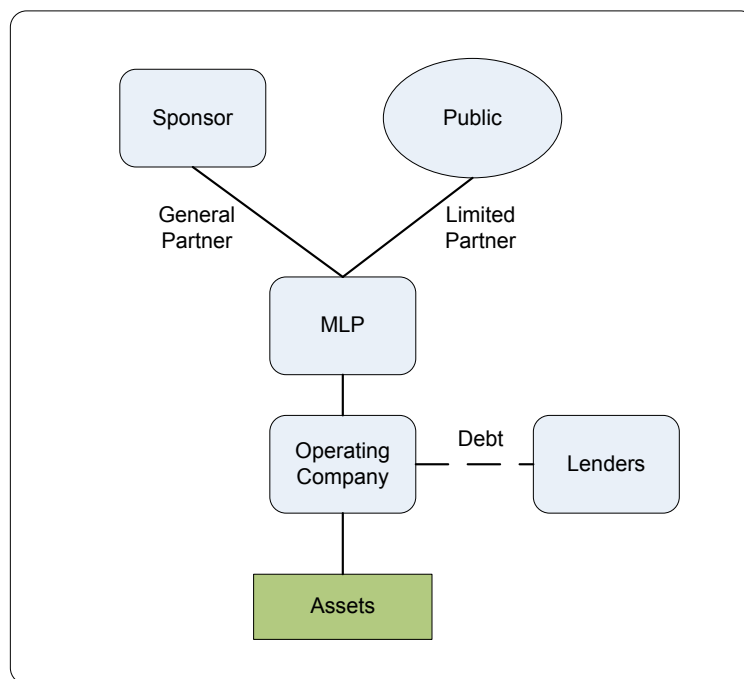 Sponsor
Public
General
Partner
Limited
Partner
MLP
Operating
Company
Debt
Lenders
Assets